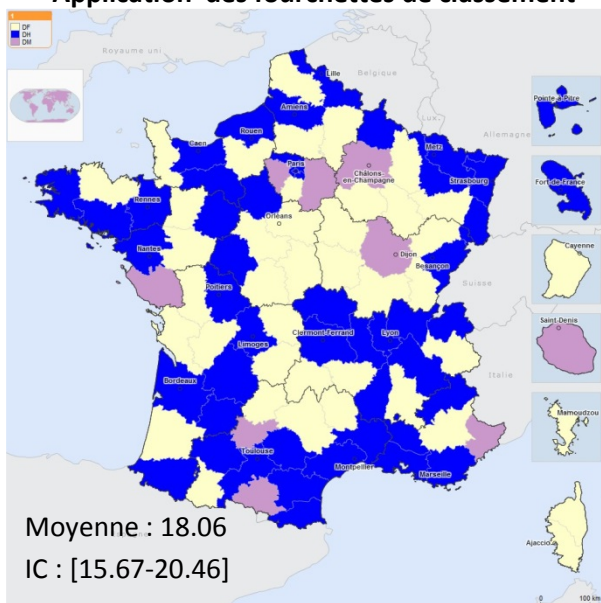 Application des fourchettes de classement
1
DF
DH
DM
Royaume uni
Belgique
Lille
Lux.
Amiens
Rouen
Allemagne
Caen
Metz
Paris
Châlons-
en-Champagne
Strasbourg
Rennes
Orléans
Nantes
Dijon
Besançon
Poitiers
Suisse
Clermont-Ferrand
Lyon
Limoges
Italie
Bordeaux
Toulouse
Montpellier
Marseille
Pointe-à-Pitre
Fort-de-France
Cayenne
Saint-Denis
Mamoudzou
Ajaccio
Moyenne : 18.06
IC : [15.67-20.46]
0 100 km